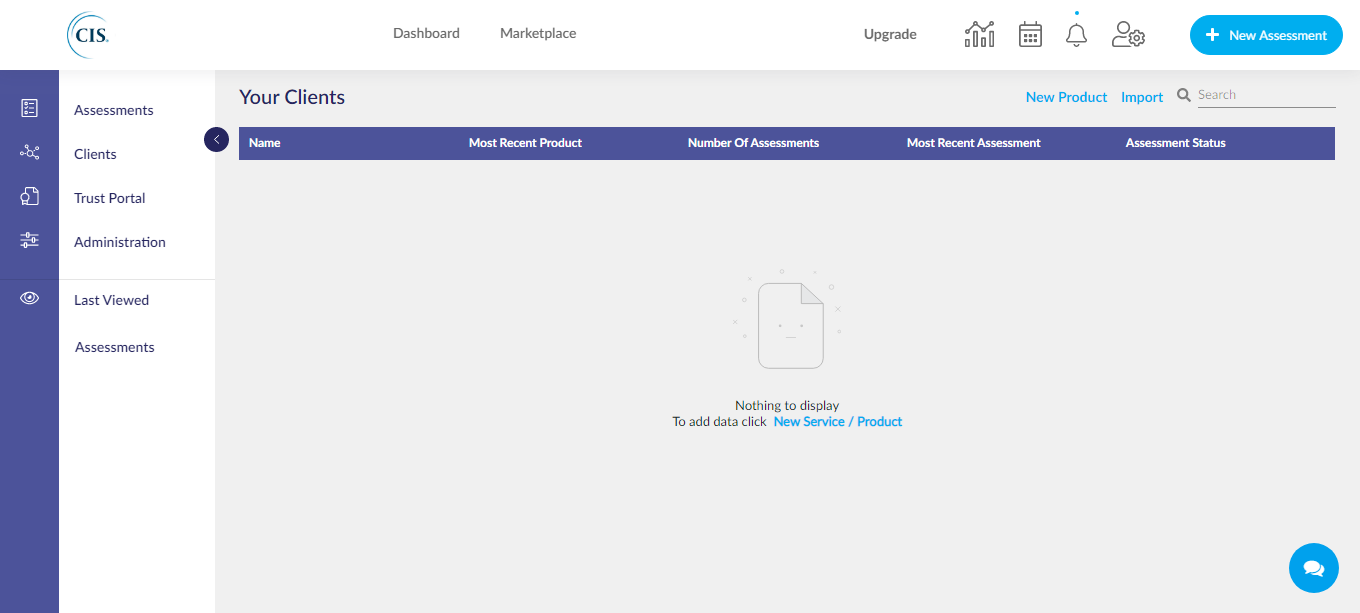 CIS.
Dashboard
Marketplace
Upgrade
New Assessment
Assessments
Clients
Trust Portal
Administration
Last Viewed
Assessments
Your Clients
New Product
Import
Search
Name
Most Recent Product
Number Of Assessments
Most Recent Assessment
Assessment Status
Nothing to display
To add data click New Service / Product